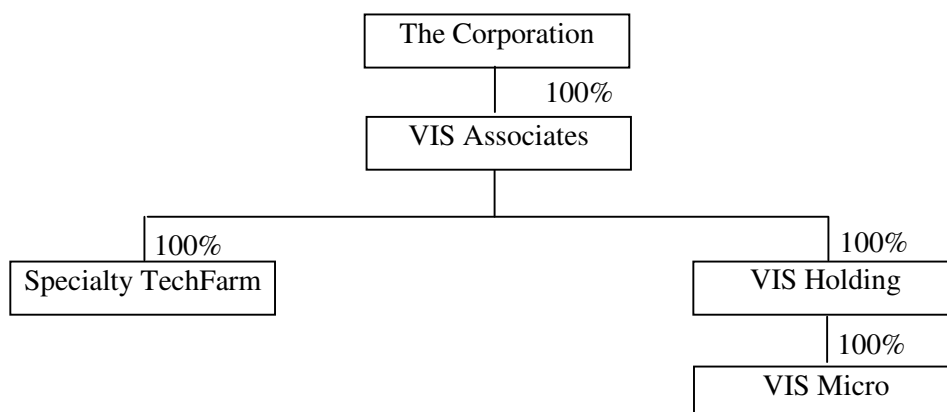 The Corporation
100%
VIS Associates
100%
100%
Specialty TechFarm
VIS Holding
100%
VIS Micro